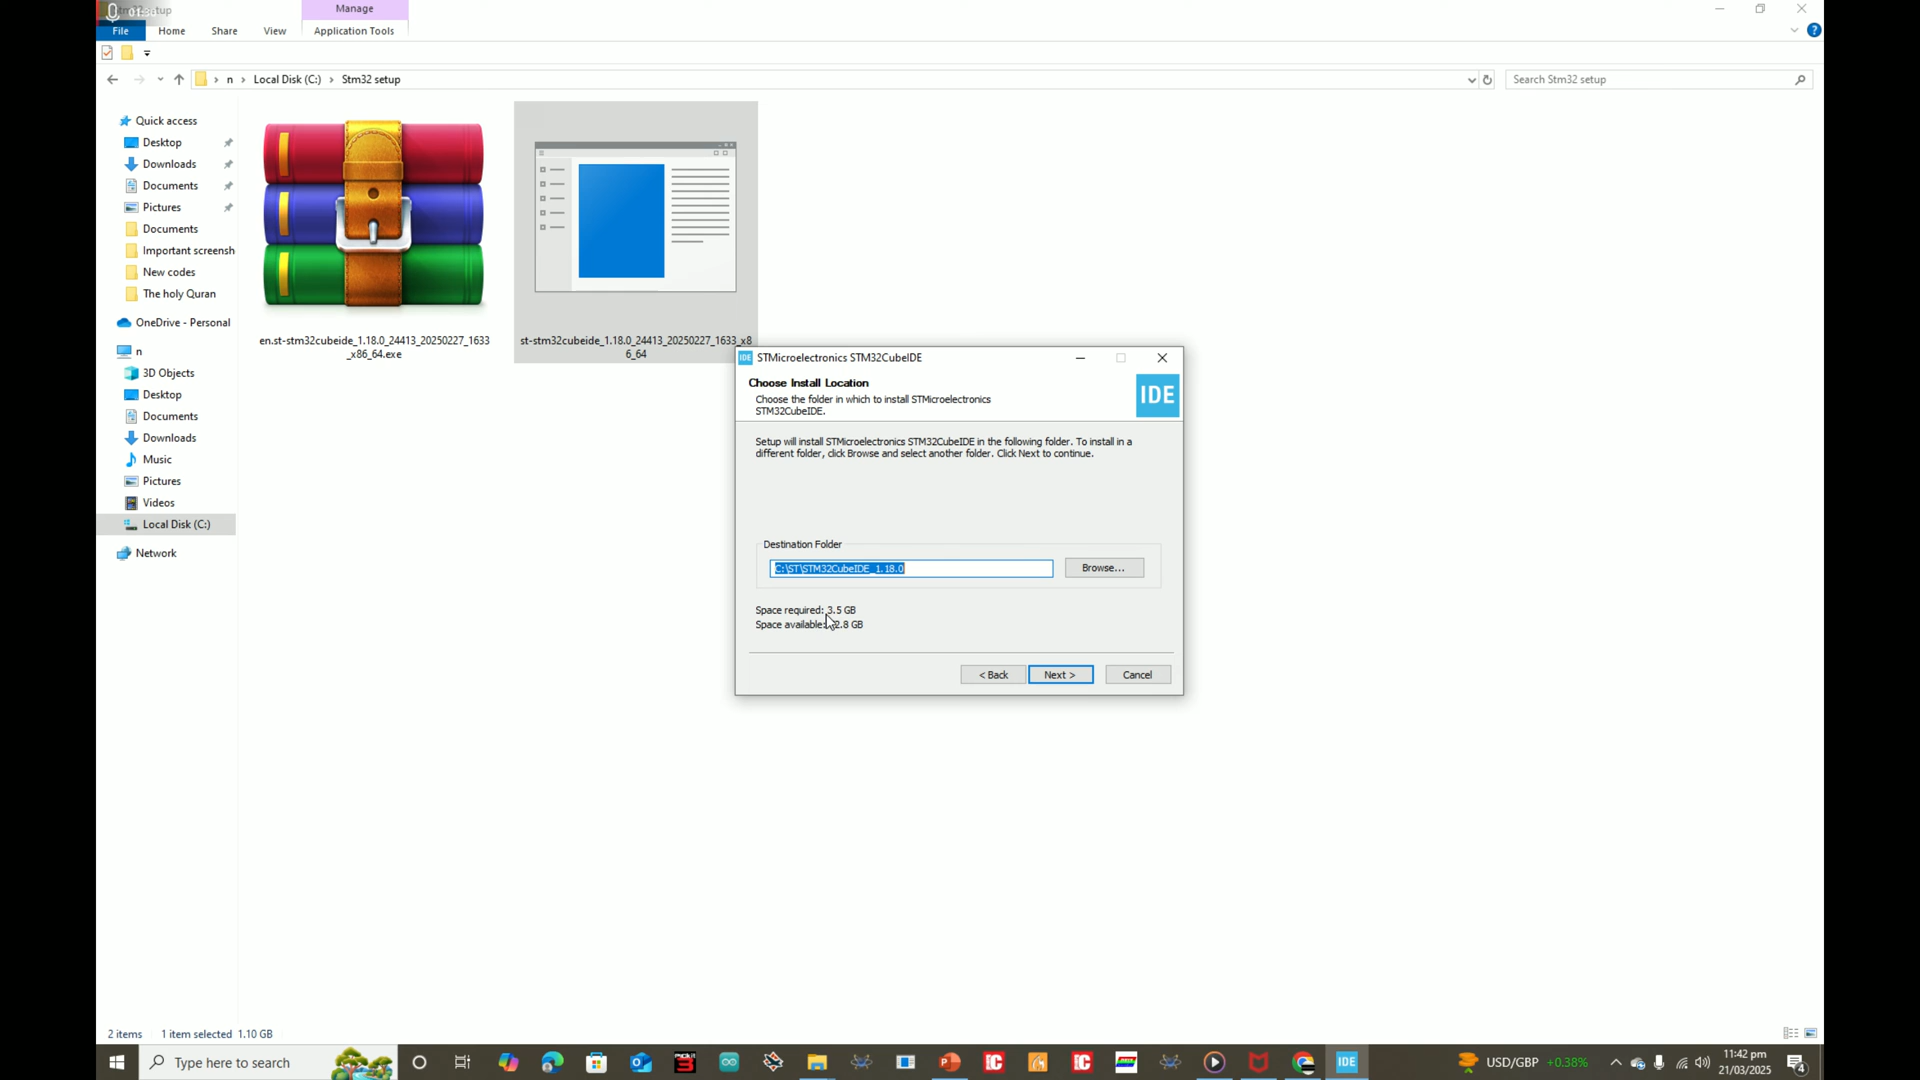 Manage
File
Home
Share
View
Application Tools
n
Local Disk (C:)
Stm32 setup
Search Stm32 setup
Quick access
Desktop
Downloads
Documents
Pictures
Documents
Important screensh
New codes
The holy Quran
OneDrive - Personal
n
3D Objects
Desktop
Documents
Downloads
Music
Pictures
Videos
Local Disk (C:)
Network
en.st-stm32cubeide_1.18.0_24413_20250227_1633
_x86_64.exe
st-stm32cubeide_1.18.0_24413_20250227_1633_x8
6_64
IDE
STMicroelectronics STM32CubeIDE
Choose Install Location
Choose the folder in which to install STMicroelectronics
STM32CubeIDE.
IDE
Setup will install STMicroelectronics STM32CubeIDE in the following folder. To install in a
different folder, click Browse and select another folder. Click Next to continue.
Destination Folder
C:\ST\STM32CubeIDE_1.18.0
Browse...
Space required: 3.5 GB
Space available: 2.8 GB
< Back
Next >
Cancel
2 items
1 item selected 1.10 GB
Type here to search
IDE
USD/GBP +0.38%
11:42 pm
21/03/2025
4